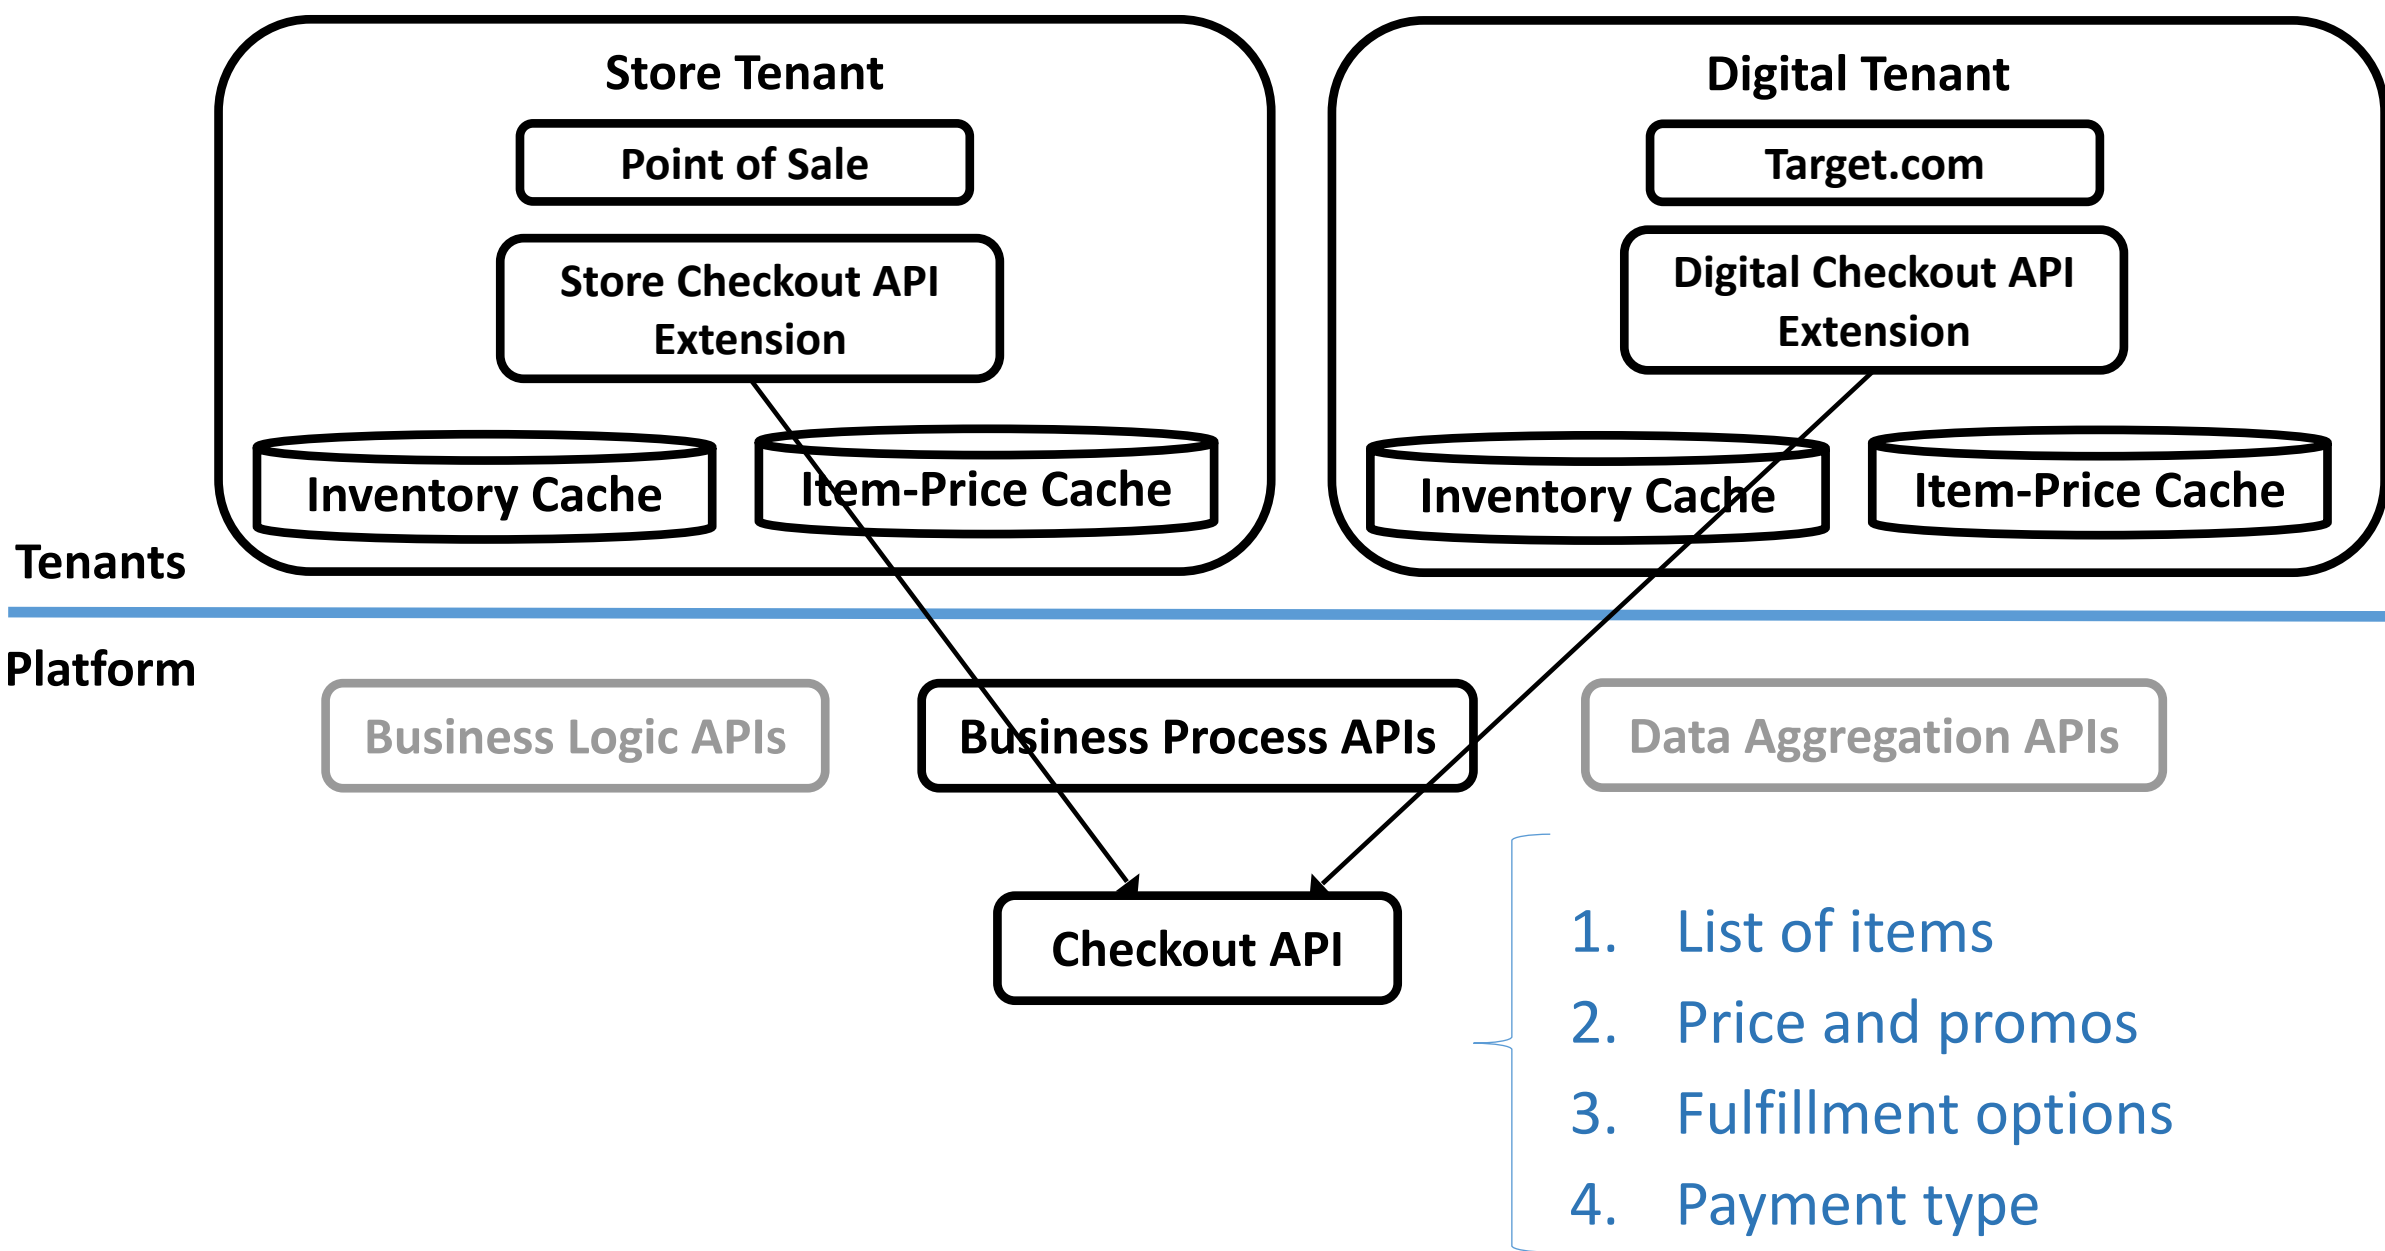 Store Tenant
Point of Sale
Store Checkout API
Extension
Inventory Cache
Item-Price Cache
Digital Tenant
Target.com
Digital Checkout API
Extension
Inventory Cache
Item-Price Cache
Tenants
Platform
Business Logic APIs
Business Process APIs
Data Aggregation APIs
Checkout API
1. List of items
2. Price and promos
3. Fulfillment options
4. Payment type